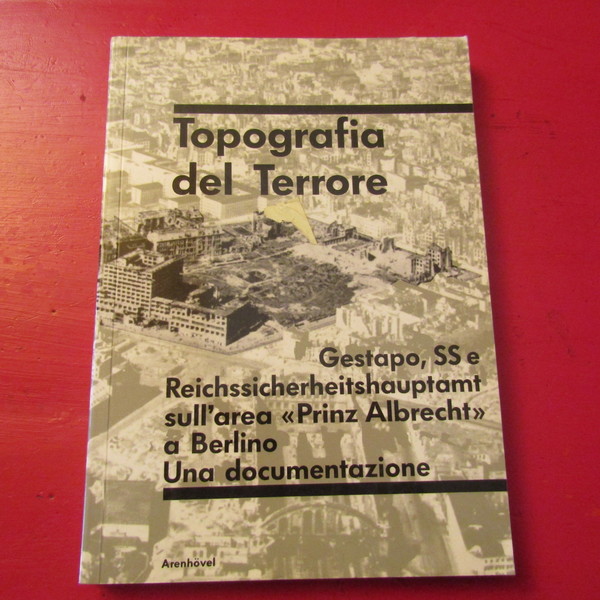 Topografia
del Terrore
Gestapo, SS e
Reichssicherheitshauptamt
sull'area «Prinz Albrecht»
a Berlino
Una documentazione
Arenhövel